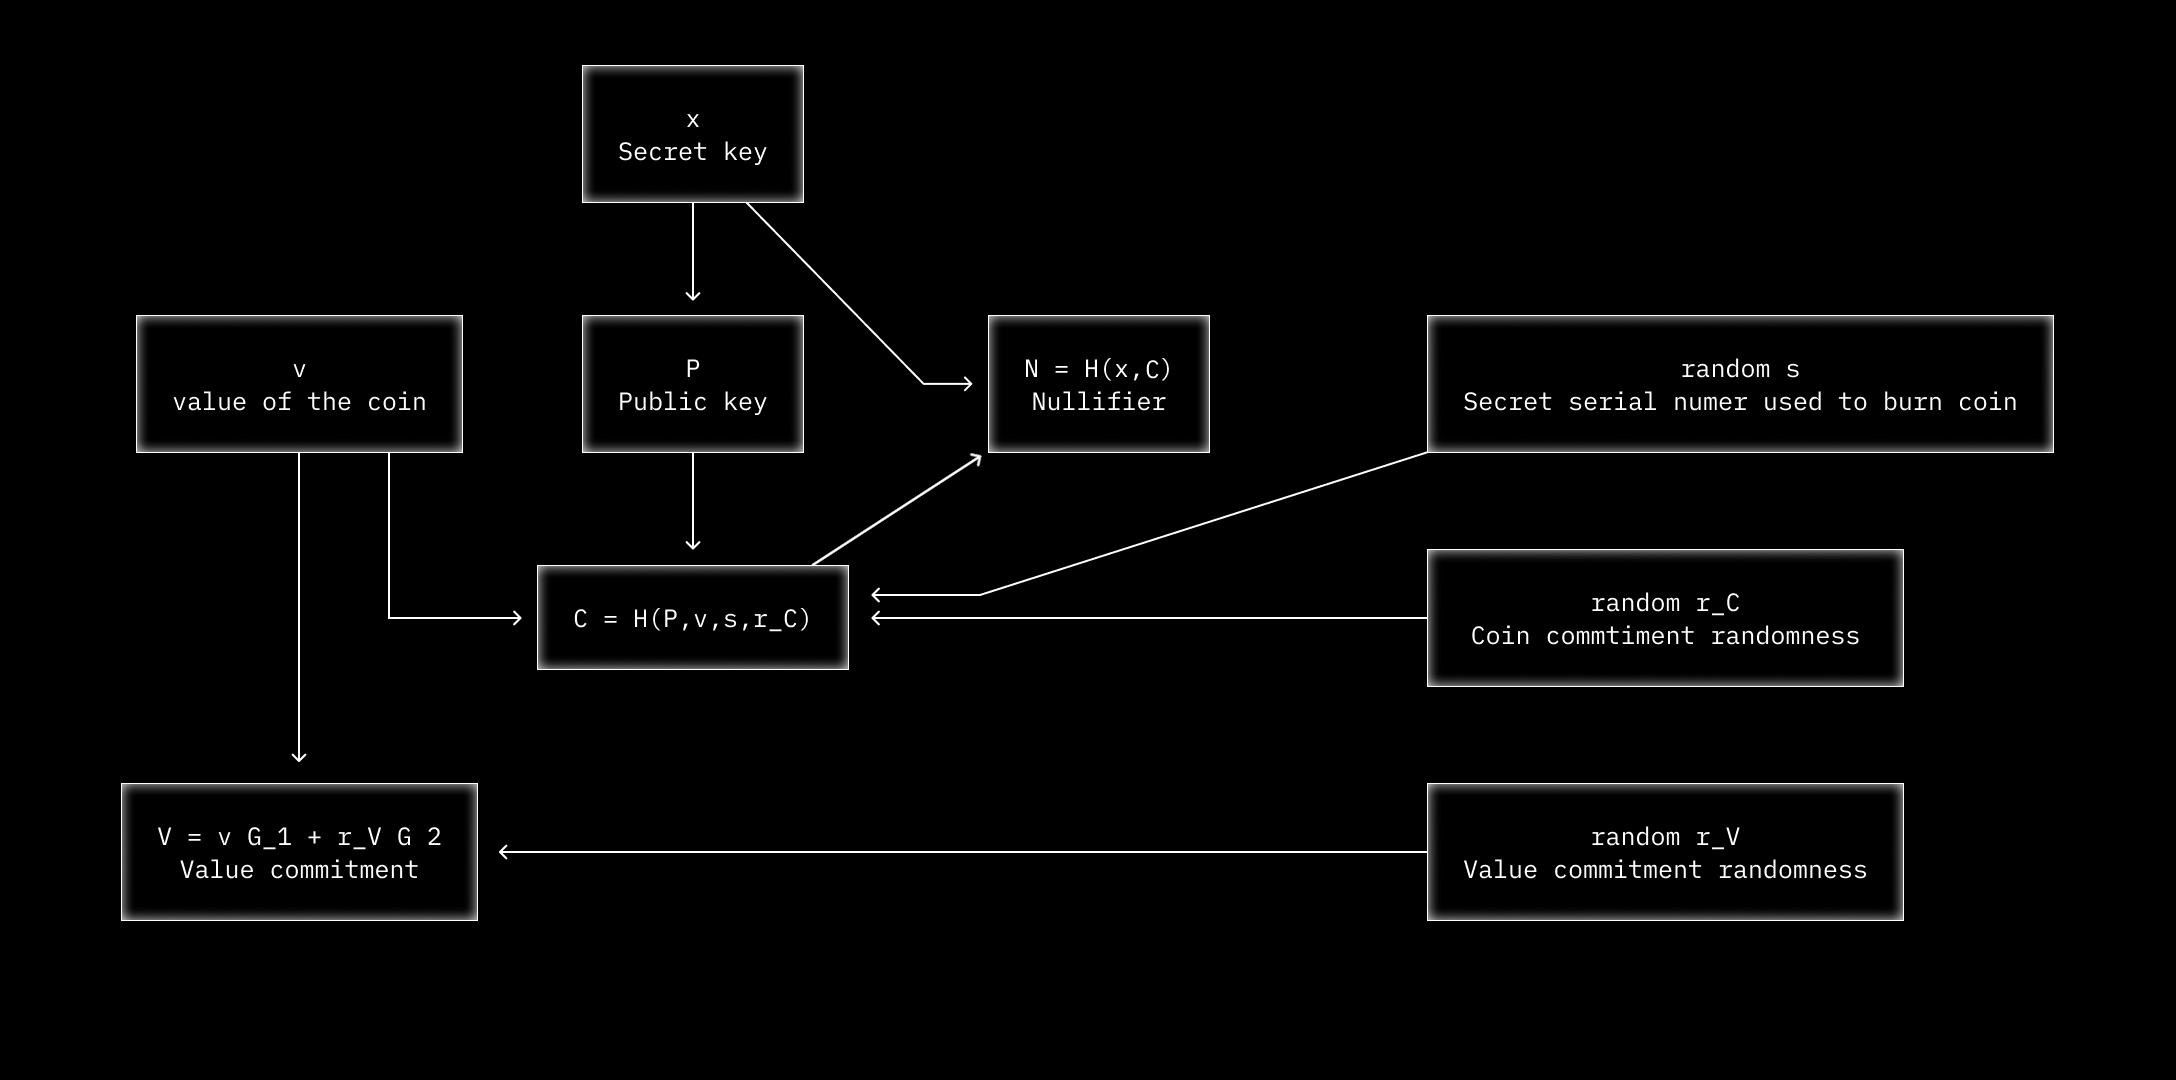 x
Secret key
v
value of the coin
P
Public key
N = H(x,C)
Nullifier
random s
Secret serial numer used to burn coin
C = H(P,v,s,r_C)
random r_C
Coin commtiment randomness
V = v G_1 + r_V G 2
Value commitment
random r_V
Value commitment randomness